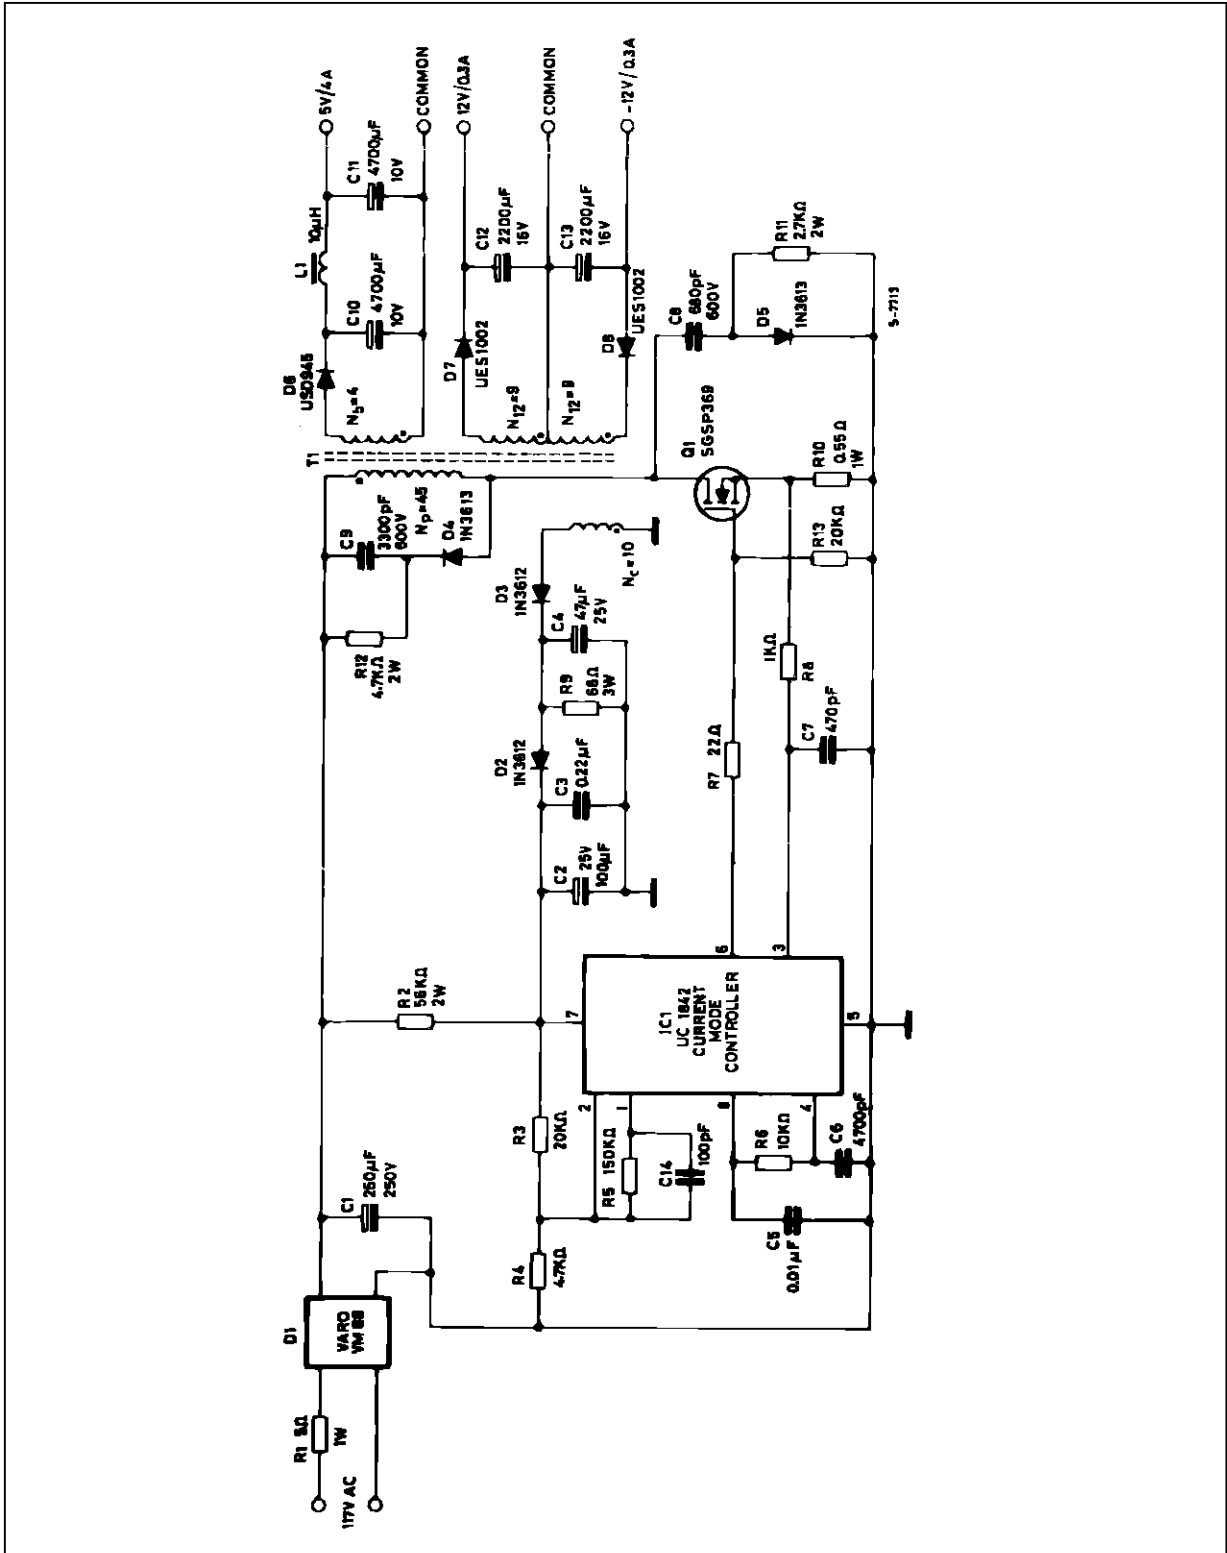 117V AC
R1 5Ω
1W
D1
VARO
VM 68
C1
250µF
250V
R2
56KΩ
2W
R12
4.7KΩ
2W
C9
3300pF
600V
Np=45
D4
1N3613
T1
D6
USD945
N5=4
C10
4700µF
10V
L1
10µH
C11
4700µF
10V
5V/4A
COMMON
D7
UES1002
N12=9
N12=9
C12
2200µF
16V
C13
2200µF
16V
D8
UES1002
12V/0.3A
COMMON
-12V/0.3A
R4
4.7KΩ
R3
20KΩ
C2
25V
100µF
C3
0.22µF
D2
1N3612
R9
68Ω
3W
C4
47µF
25V
D3
1N3612
Nc=10
R5 150KΩ
C14
100pF
C5
0.01µF
R6
10KΩ
C6
4700pF
2
1
8
4
7
IC1
UC 1842
CURRENT
MODE
CONTROLLER
6
3
5
R7 22Ω
1KΩ
R8
C7
470pF
Q1
SGSP369
R13
20KΩ
R10
0.55Ω
1W
C8
680pF
600V
D5
1N3613
R11
2.7KΩ
2W